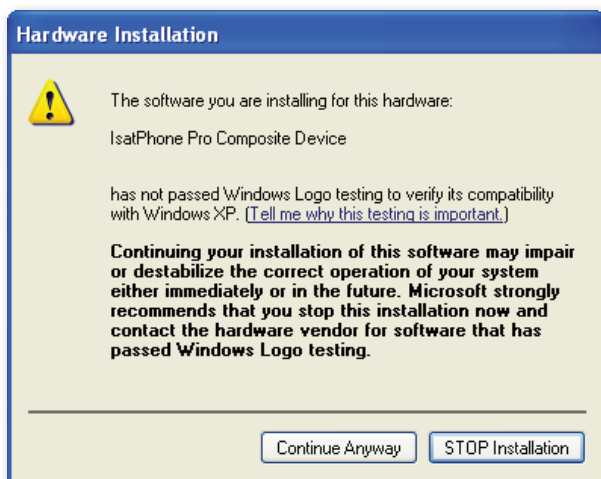 Hardware Installation
The software you are installing for this hardware:
IsatPhone Pro Composite Device
has not passed Windows Logo testing to verify its compatibility
with Windows XP. (Tell me why this testing is important.)
Continuing your installation of this software may impair
or destabilize the correct operation of your system
either immediately or in the future. Microsoft strongly
recommends that you stop this installation now and
contact the hardware vendor for software that has
passed Windows Logo testing.
Continue Anyway
STOP Installation